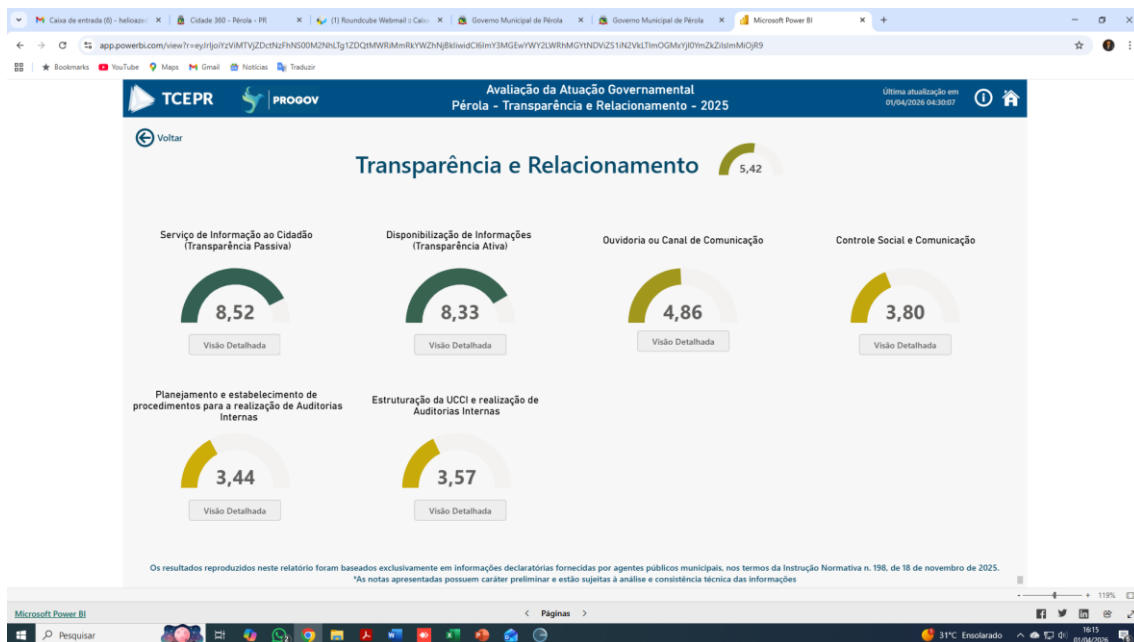 Caixa de entrada (6) - helioazec
Cidade 360 - Pérola - PR
(1) Roundcube Webmail :: Caix
Governo Municipal de Pérola
Governo Municipal de Pérola
Microsoft Power BI
Bookmarks
YouTube
Maps
Gmail
Notícias
Traduzir
TCEPR
PROGOV
Avaliação da Atuação Governamental
Pérola - Transparência e Relacionamento - 2025
Última atualização em
01/04/2026 04:30:07
Voltar
Transparência e Relacionamento
5,42
Serviço de Informação ao Cidadão
(Transparência Passiva)
8,52
Visão Detalhada
Disponibilização de Informações
(Transparência Ativa)
8,33
Visão Detalhada
Ouvidoria ou Canal de Comunicação
4,86
Visão Detalhada
Controle Social e Comunicação
3,80
Visão Detalhada
Planejamento e estabelecimento de
procedimentos para a realização de Auditorias
Internas
3,44
Visão Detalhada
Estruturação da UCCI e realização de
Auditorias Internas
3,57
Visão Detalhada
Os resultados reproduzidos neste relatório foram baseados exclusivamente em informações declaratórias fornecidas por agentes públicos municipais, nos termos da Instrução Normativa n. 198, de 18 de novembro de 2025.
*As notas apresentadas possuem caráter preliminar e estão sujeitas à análise e consistência técnica das informações
119%
Microsoft Power BI
Páginas
Pesquisar
31°C Ensolarado
16:15
01/04/2026